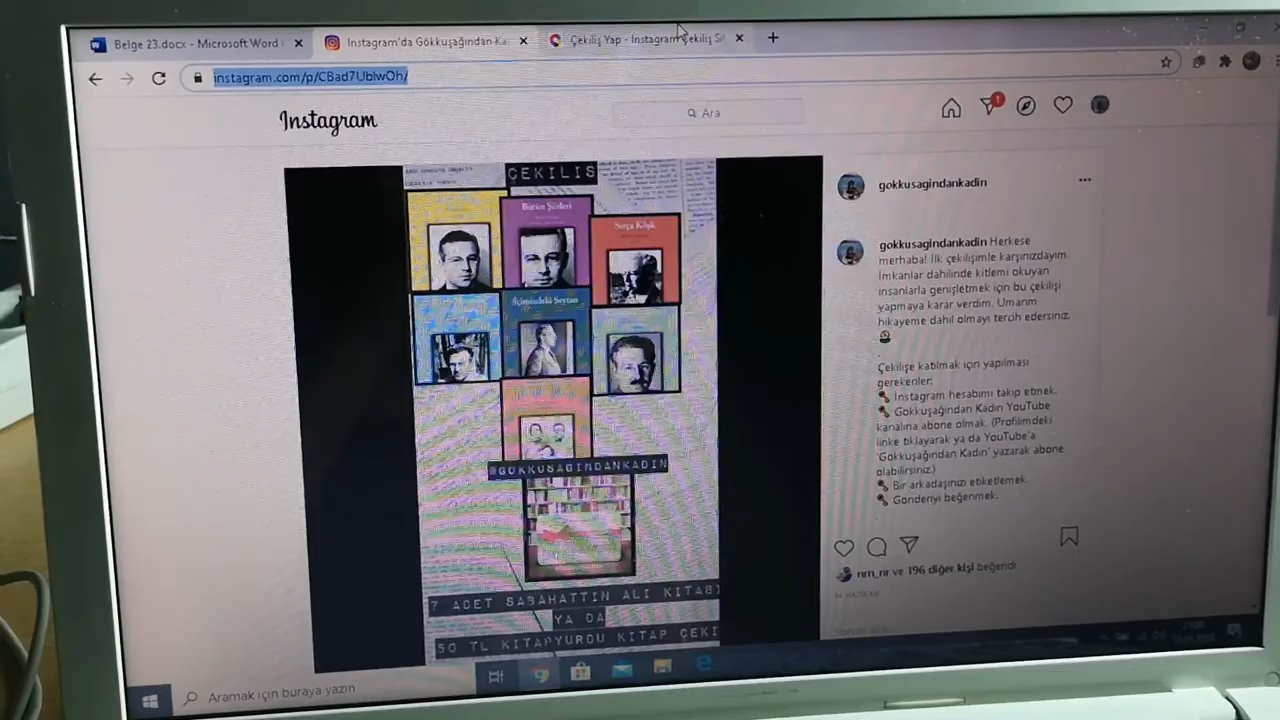 Belge 23.docx - Microsoft Word
Instagram'da Gökkuşağından Ka
Çekiliş Yap - Instagram Çekiliş Si
instagram.com/p/CBad7UblwOh/
Instagram
Ara
1
ÇEKILIS
Bütün Şiirleri
Sırça Köşk
İçimizdeki Şeytan
@GOKKUSAGINDANKADIN
7 ADET SABAHATTIN ALI KITABI
YA DA
50 TL KITAPYURDU KITAP ÇEKI
gokkusagindankadin
gokkusagindankadin Herkese
merhaba! İlk çekilişimle karşınızdayım.
İmkanlar dahilinde kitlemi okuyan
insanlarla genişletmek için bu çekilişi
yapmaya karar verdim. Umarım
hikayeme dahil olmayı tercih edersiniz.
.
Çekilişe katılmak için yapılması
gerekenler:
Instagram hesabımı takip etmek.
Gökkuşağından Kadın YouTube
kanalına abone olmak. (Profilimdeki
linke tıklayarak ya da YouTube'a
'Gökkuşağından Kadın' yazarak abone
olabilirsiniz.)
Bir arkadaşınızı etiketlemek.
Gönderiyi beğenmek.
nrn_nr ve 196 diğer kişi beğendi
HAZİRAN
Aramak için buraya yazın